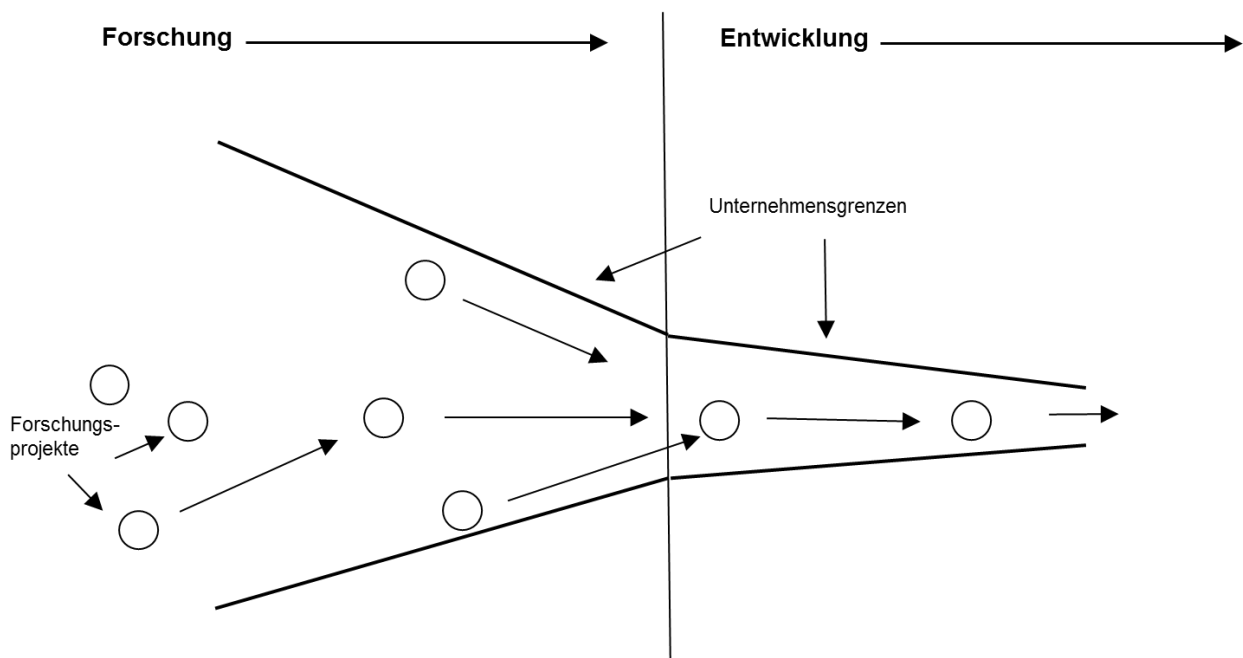 Forschung
Entwicklung
Unternehmensgrenzen
Forschungs-
projekte